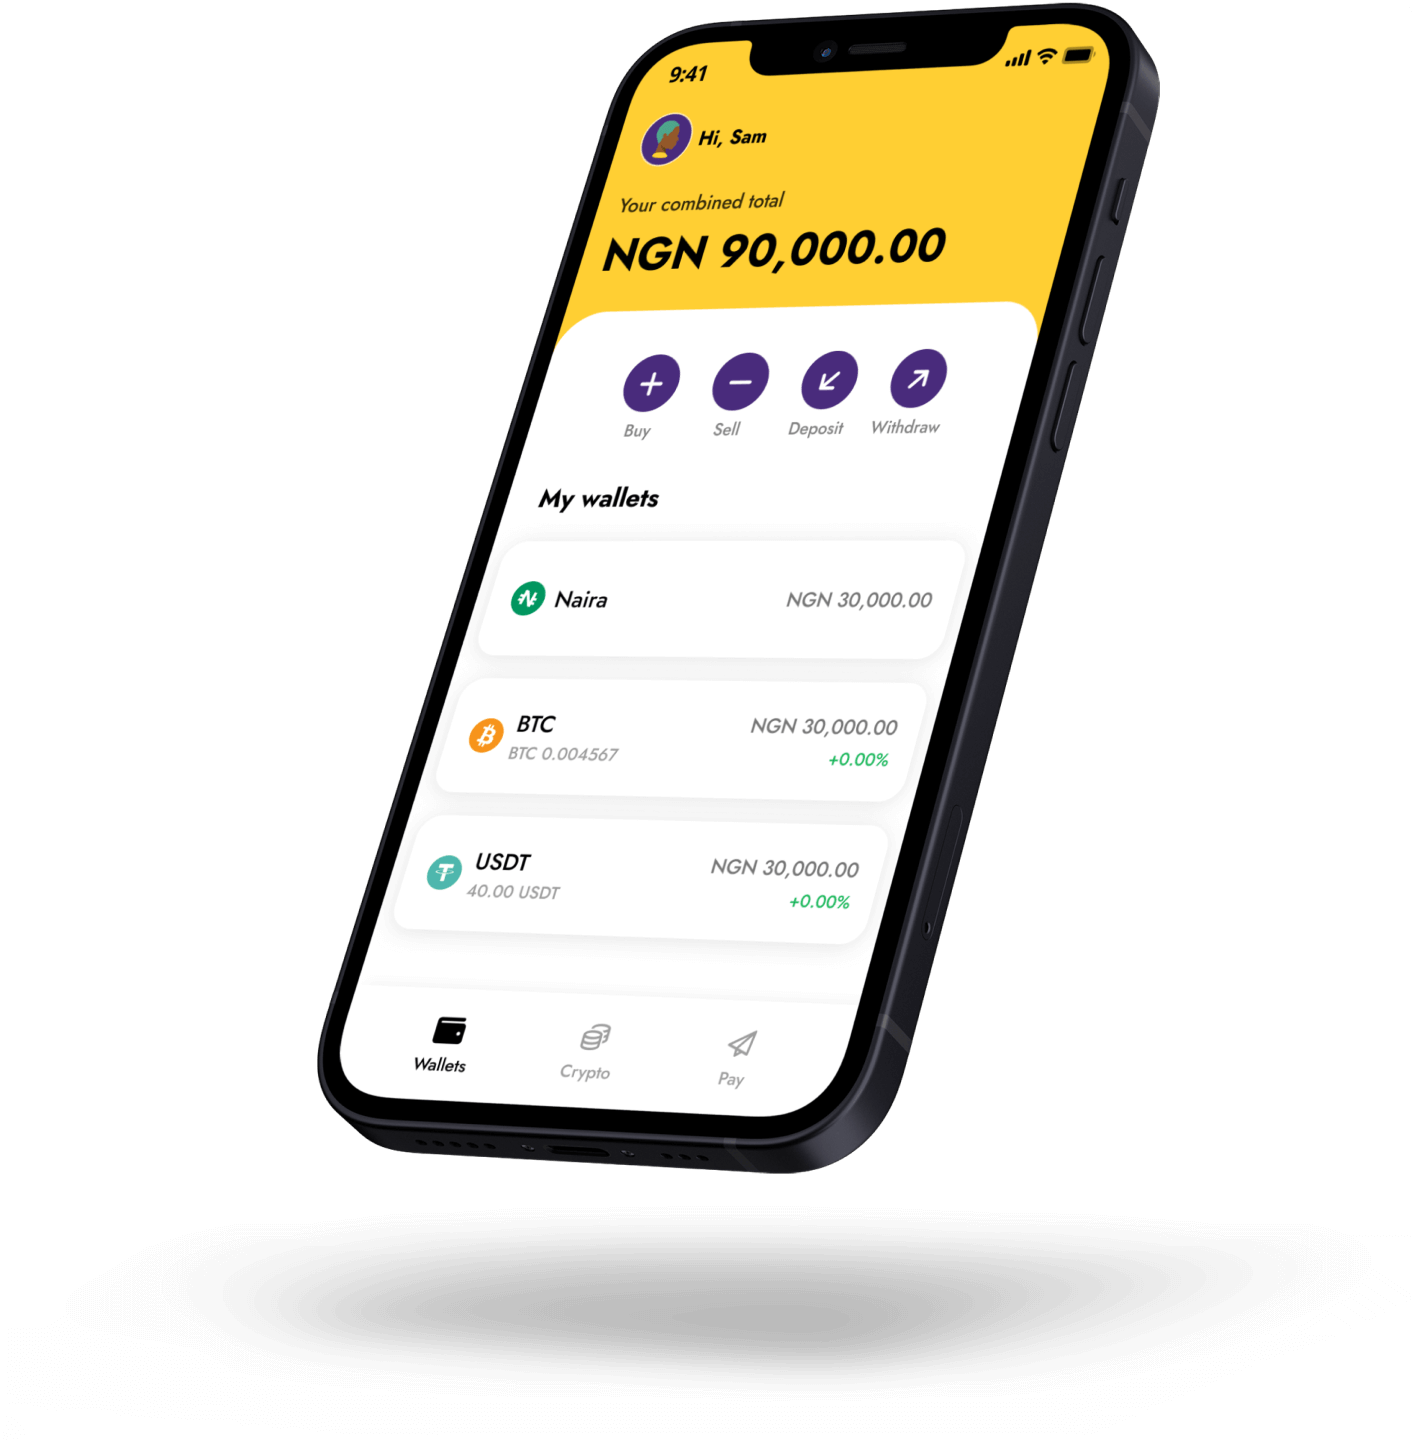 9:41
Hi, Sam
Your combined total
NGN 90,000.00
Buy Sell Deposit Withdraw
My wallets
Naira NGN 30,000.00
BTC NGN 30,000.00
BTC 0.004567 +0.00%
USDT NGN 30,000.00
40.00 USDT +0.00%
Wallets Crypto Pay